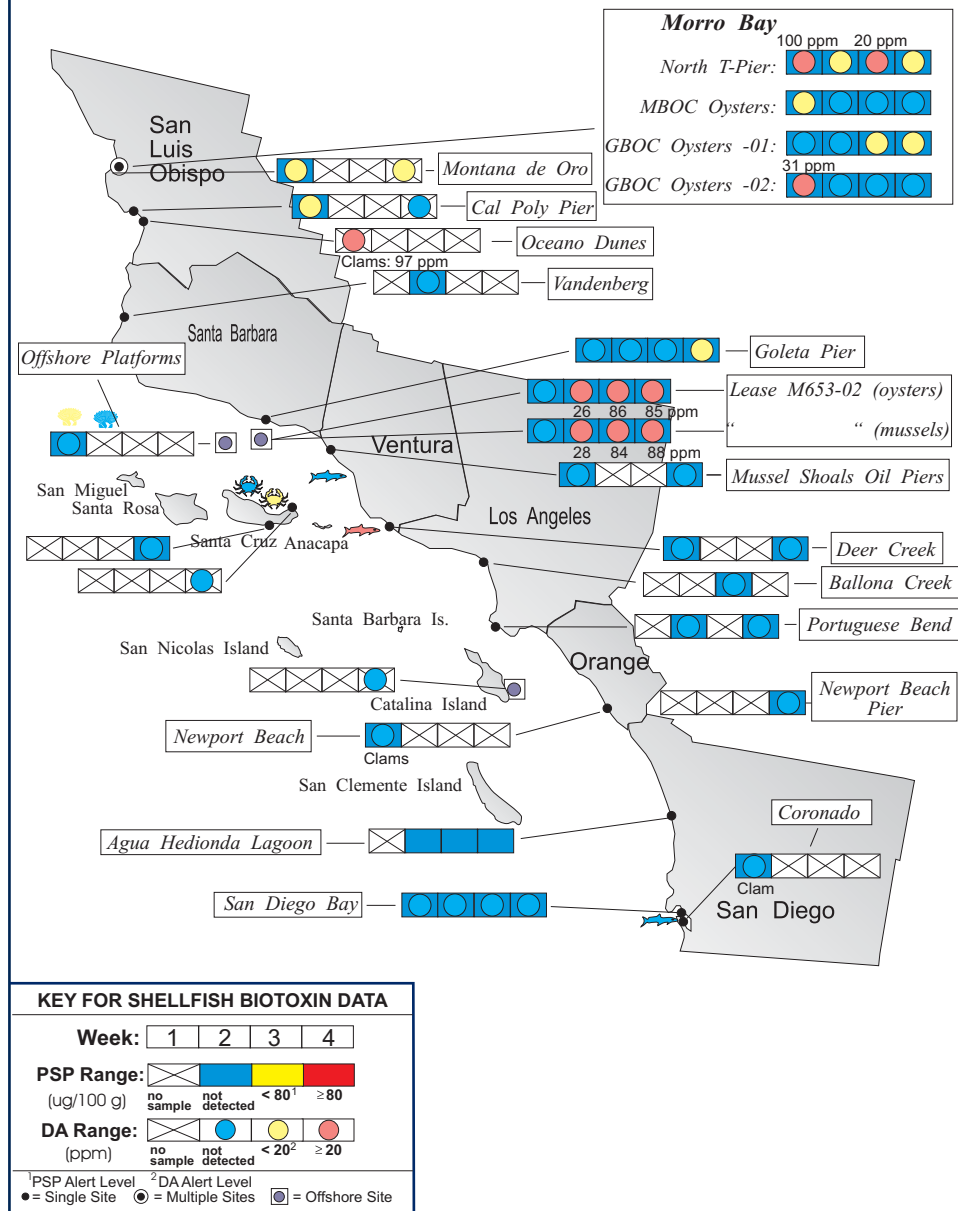 Morro Bay
100 ppm 20 ppm
North T-Pier:
MBOC Oysters:
GBOC Oysters -01:
31 ppm
GBOC Oysters -02:
San
Luis
Obispo
Montana de Oro
Cal Poly Pier
Oceano Dunes
Clams: 97 ppm
Vandenberg
Santa Barbara
Offshore Platforms
Goleta Pier
Lease M653-02 (oysters)
26 86 85 ppm
" " (mussels)
28 84 88 ppm
Ventura
Mussel Shoals Oil Piers
San Miguel
Santa Rosa
Los Angeles
Santa Cruz Anacapa
Deer Creek
Ballona Creek
Santa Barbara Is.
Portuguese Bend
San Nicolas Island
Orange
Catalina Island
Newport Beach
Pier
Newport Beach
Clams
San Clemente Island
Coronado
Agua Hedionda Lagoon
Clam
San Diego Bay
San Diego
KEY FOR SHELLFISH BIOTOXIN DATA
Week: 1 2 3 4
PSP Range:
(ug/100 g)
no sample not detected < 80¹ ≥80
DA Range:
(ppm)
no sample not detected < 20² ≥ 20
¹PSP Alert Level ²DA Alert Level
= Single Site = Multiple Sites = Offshore Site